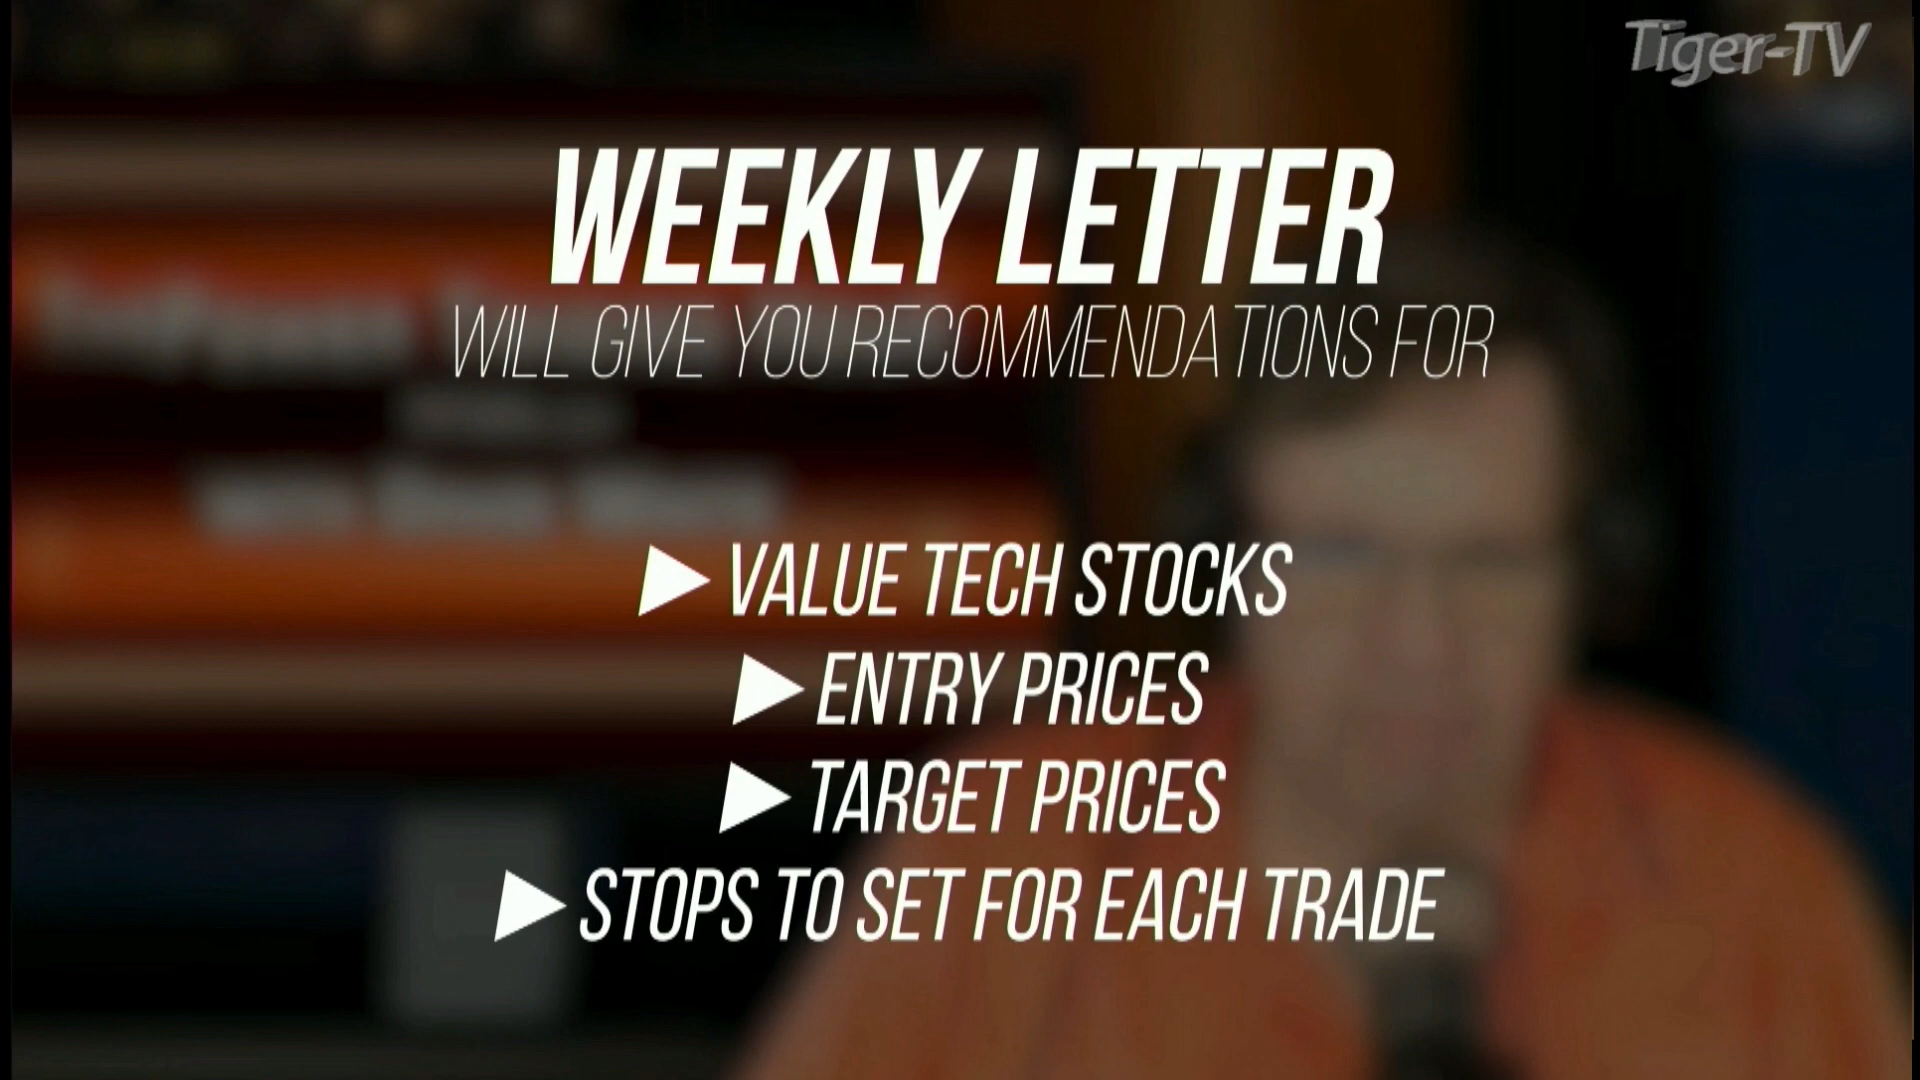 Tiger-TV
WEEKLY LETTER
WILL GIVE YOU RECOMMENDATIONS FOR
▶ VALUE TECH STOCKS
▶ ENTRY PRICES
▶ TARGET PRICES
▶ STOPS TO SET FOR EACH TRADE